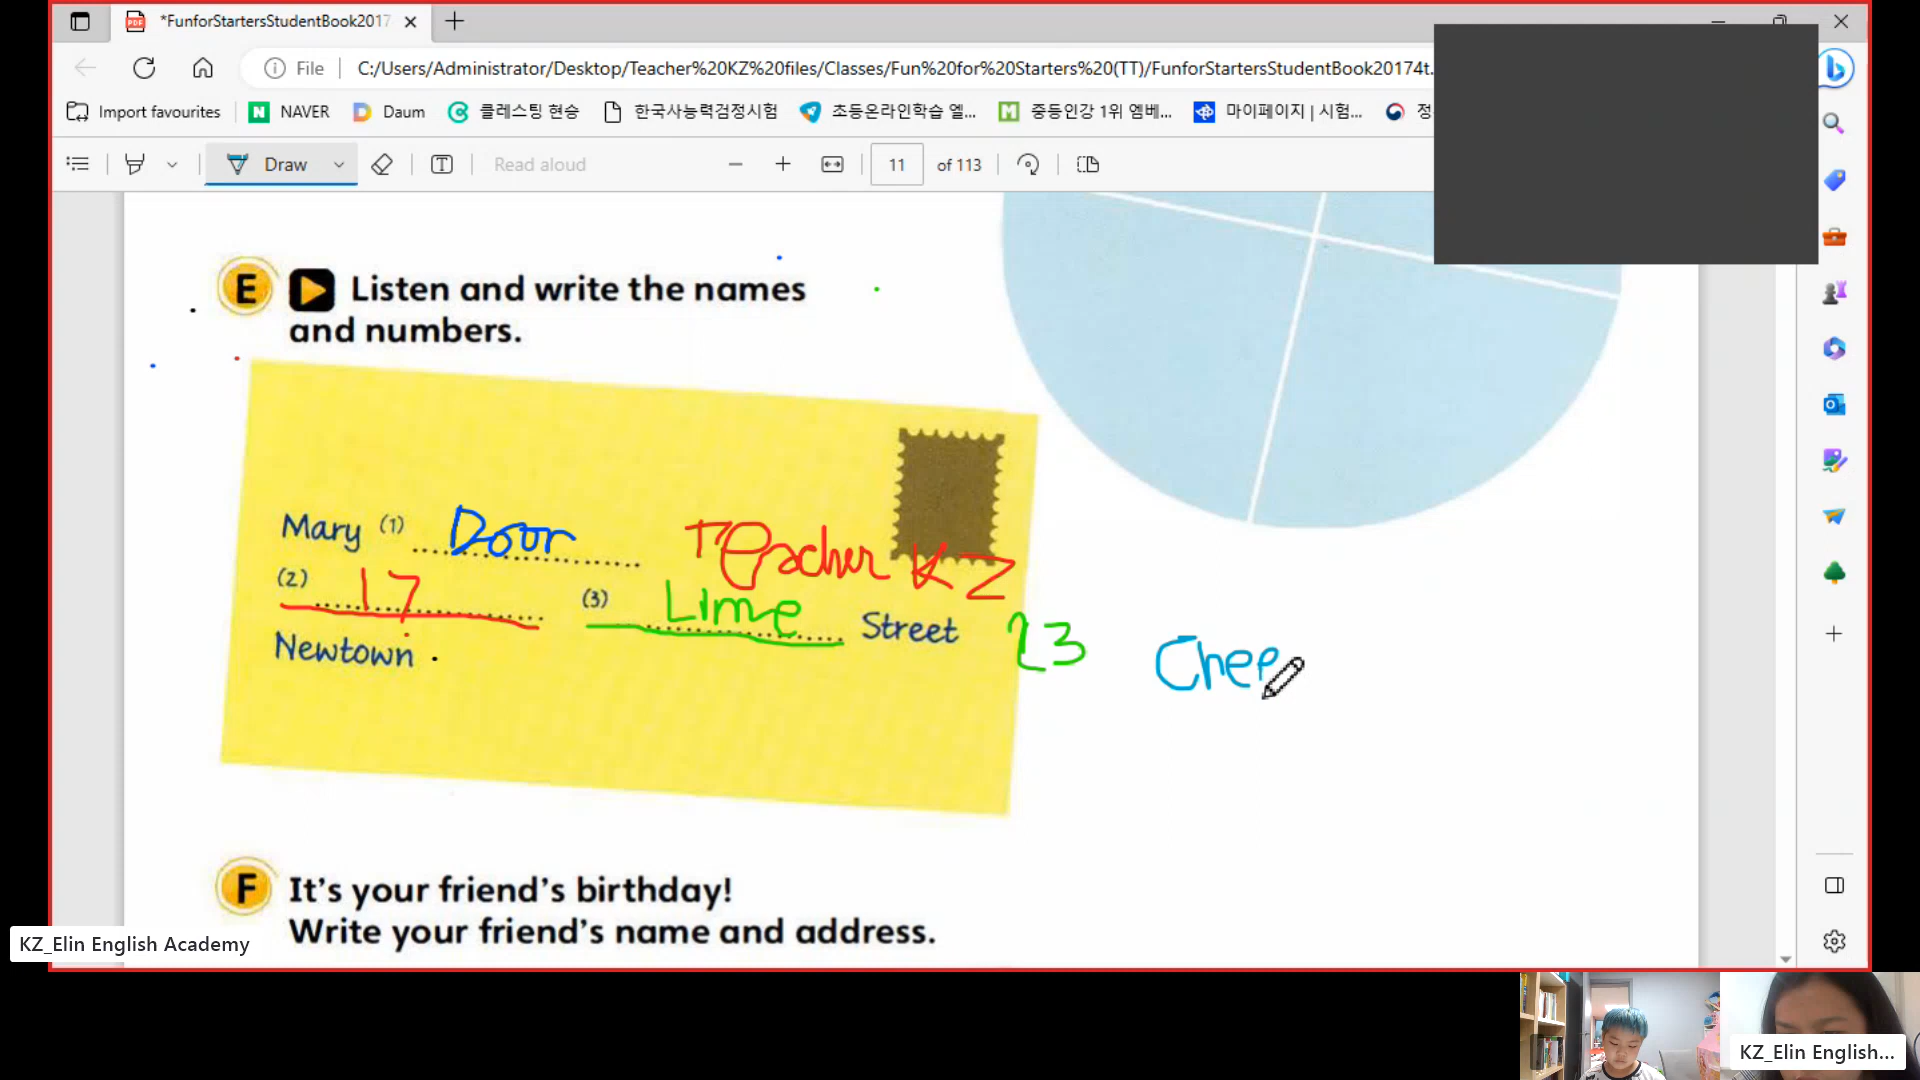 *FunforStartersStudentBook2017
File
C:/Users/Administrator/Desktop/Teacher%20KZ%20files/Classes/Fun%20for%20Starters%20(TT)/FunforStartersStudentBook20174t.
Import favourites
NAVER
Daum
클레스팅 현승
한국사능력검정시험
초등온라인학습 엘...
중등인강 1위 엠베...
마이페이지 | 시험...
정
Draw
Read aloud
11 of 113
E Listen and write the names
and numbers.
Mary (1) Door Teacher KZ
(2) 17 (3) Lime Street 23
Newtown
Chee
F It's your friend's birthday!
Write your friend's name and address.
KZ_Elin English Academy
KZ_Elin English...